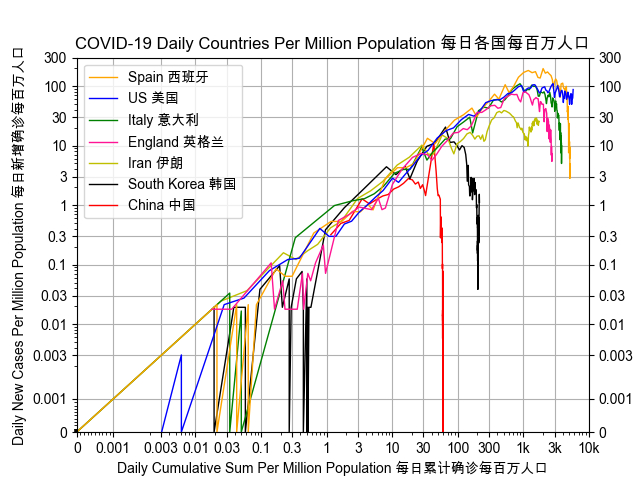 COVID-19 Daily Countries Per Million Population 每日各国每百万人口
Daily New Cases Per Million Population 每日新增确诊每百万人口
300 300
100 100
30 30
10 10
3 3
1 1
0.3 0.3
0.1 0.1
0.03 0.03
0.01 0.01
0.003 0.003
0.001 0.001
0 0
Spain 西班牙
US 美国
Italy 意大利
England 英格兰
Iran 伊朗
South Korea 韩国
China 中国
0 0.001 0.003 0.01 0.03 0.1 0.3 1 3 10 30 100 300 1k 3k 10k
Daily Cumulative Sum Per Million Population 每日累计确诊每百万人口